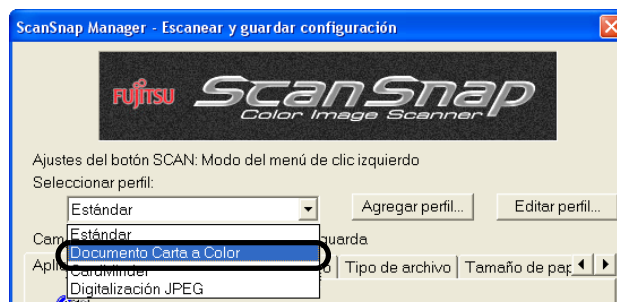 ScanSnap Manager - Escanear y guardar configuración
FUJITSU ScanSnap
Color Image Scanner
Ajustes del botón SCAN: Modo del menú de clic izquierdo
Seleccionar perfil:
Estándar Agregar perfil... Editar perfil...
Estándar
Cam guarda
Documento Carta a Color
Apli CardMinder Tipo de archivo Tamaño de pap
Digitalización JPEG